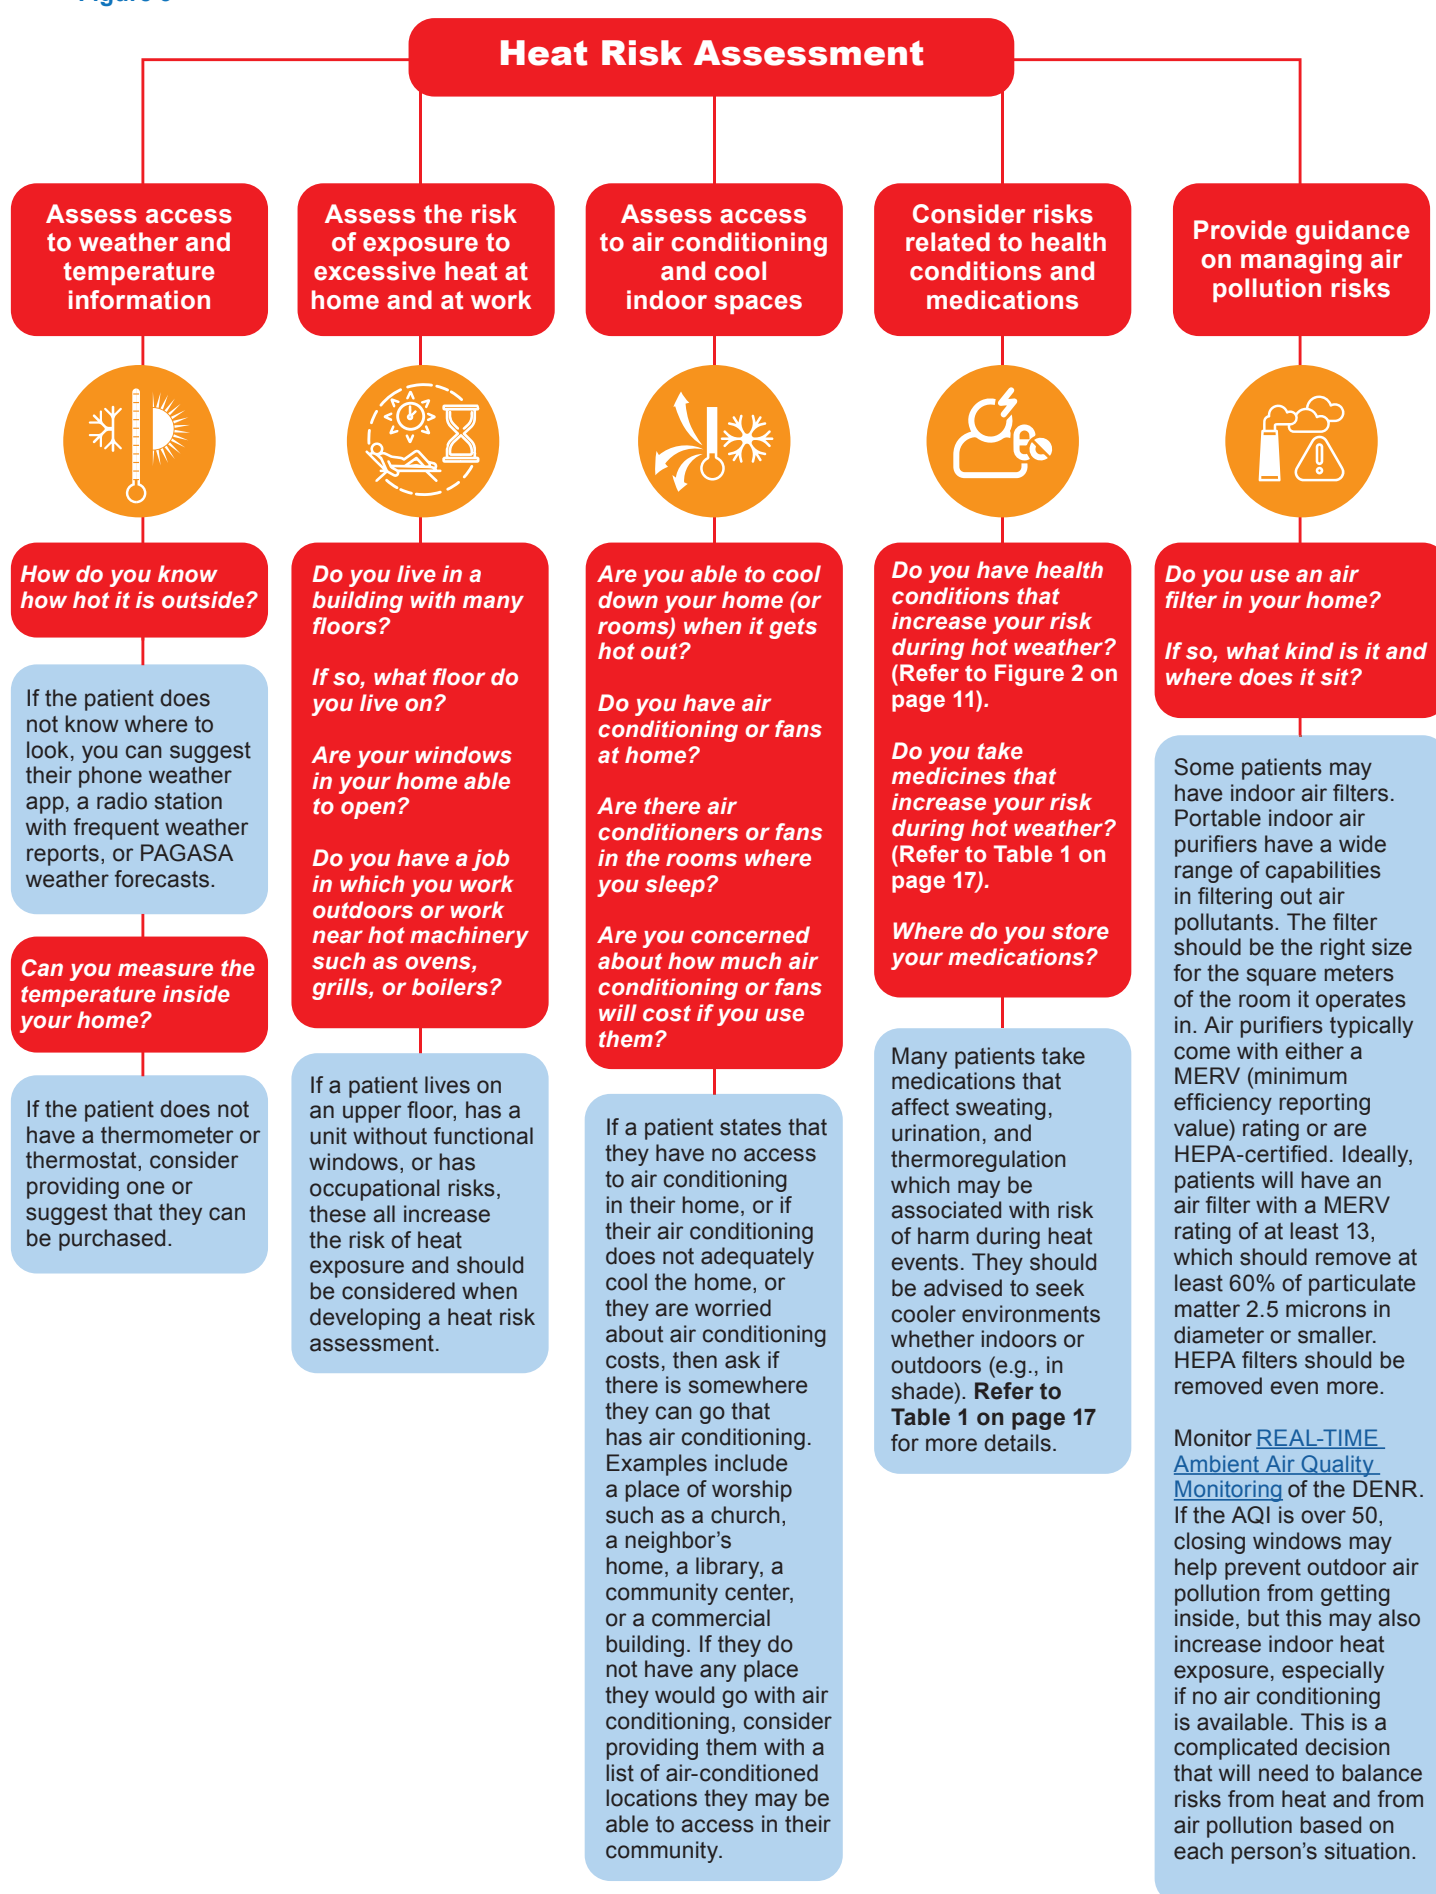 Heat Risk Assessment
Assess access
to weather and
temperature
information
How do you know
how hot it is outside?
If the patient does
not know where to
look, you can suggest
their phone weather
app, a radio station
with frequent weather
reports, or PAGASA
weather forecasts.
Can you measure the
temperature inside
your home?
If the patient does not
have a thermometer or
thermostat, consider
providing one or
suggest that they can
be purchased.
Assess the risk
of exposure to
excessive heat at
home and at work
Do you live in a
building with many
floors?
If so, what floor do
you live on?
Are your windows
in your home able
to open?
Do you have a job
in which you work
outdoors or work
near hot machinery
such as ovens,
grills, or boilers?
If a patient lives on
an upper floor, has a
unit without functional
windows, or has
occupational risks,
these all increase
the risk of heat
exposure and should
be considered when
developing a heat risk
assessment.
Assess access
to air conditioning
and cool
indoor spaces
Are you able to cool
down your home (or
rooms) when it gets
hot out?
Do you have air
conditioning or fans
at home?
Are there air
conditioners or fans
in the rooms where
you sleep?
Are you concerned
about how much air
conditioning or fans
will cost if you use
them?
If a patient states that
they have no access
to air conditioning
in their home, or if
their air conditioning
does not adequately
cool the home, or
they are worried
about air conditioning
costs, then ask if
there is somewhere
they can go that
has air conditioning.
Examples include
a place of worship
such as a church,
a neighbor's
home, a library, a
community center,
or a commercial
building. If they do
not have any place
they would go with air
conditioning, consider
providing them with a
list of air-conditioned
locations they may be
able to access in their
community.
Consider risks
related to health
conditions and
medications
Do you have health
conditions that
increase your risk
during hot weather?
(Refer to Figure 2 on
page 11).
Do you take
medicines that
increase your risk
during hot weather?
(Refer to Table 1 on
page 17).
Where do you store
your medications?
Many patients take
medications that
affect sweating,
urination, and
thermoregulation
which may be
associated with risk
of harm during heat
events. They should
be advised to seek
cooler environments
whether indoors or
outdoors (e.g., in
shade). Refer to
Table 1 on page 17
for more details.
Provide guidance
on managing air
pollution risks
Do you use an air
filter in your home?
If so, what kind is it and
where does it sit?
Some patients may
have indoor air filters.
Portable indoor air
purifiers have a wide
range of capabilities
in filtering out air
pollutants. The filter
should be the right size
for the square meters
of the room it operates
in. Air purifiers typically
come with either a
MERV (minimum
efficiency reporting
value) rating or are
HEPA-certified. Ideally,
patients will have an
air filter with a MERV
rating of at least 13,
which should remove at
least 60% of particulate
matter 2.5 microns in
diameter or smaller.
HEPA filters should be
removed even more.
Monitor REAL-TIME
Ambient Air Quality
Monitoring of the DENR.
If the AQI is over 50,
closing windows may
help prevent outdoor air
pollution from getting
inside, but this may also
increase indoor heat
exposure, especially
if no air conditioning
is available. This is a
complicated decision
that will need to balance
risks from heat and from
air pollution based on
each person's situation.